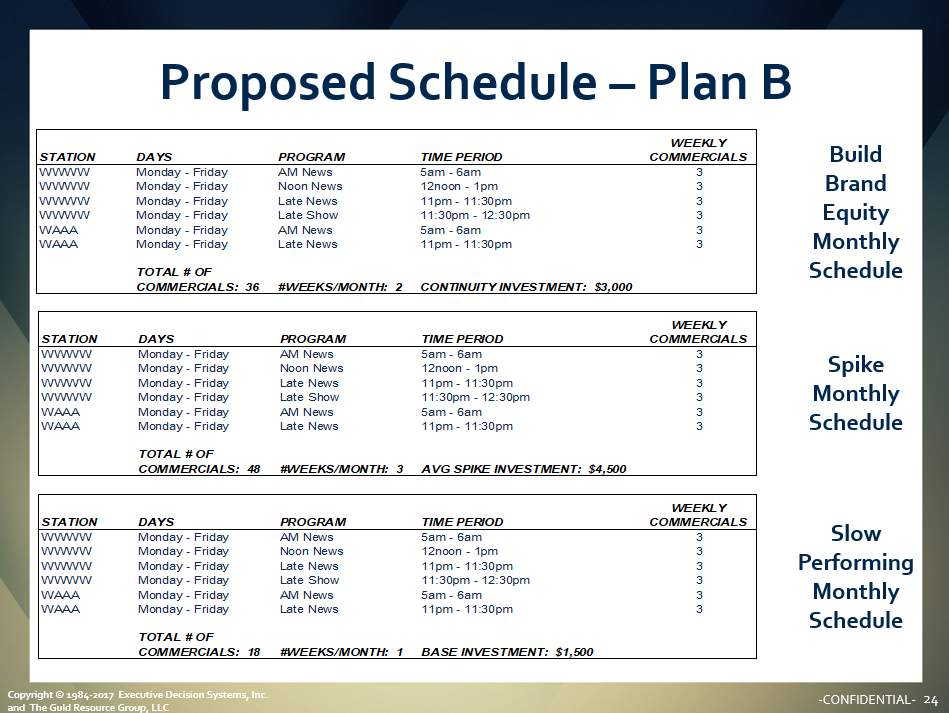 Proposed Schedule – Plan B
WEEKLY
STATION DAYS PROGRAM TIME PERIOD COMMERCIALS
WWWW Monday - Friday AM News 5am - 6am 3
WWWW Monday - Friday Noon News 12noon - 1pm 3
WWWW Monday - Friday Late News 11pm - 11:30pm 3
WWWW Monday - Friday Late Show 11:30pm - 12:30pm 3
WAAA Monday - Friday AM News 5am - 6am 3
WAAA Monday - Friday Late News 11pm - 11:30pm 3
TOTAL # OF
COMMERCIALS: 36 #WEEKS/MONTH: 2 CONTINUITY INVESTMENT: $3,000
Build
Brand
Equity
Monthly
Schedule
WEEKLY
STATION DAYS PROGRAM TIME PERIOD COMMERCIALS
WWWW Monday - Friday AM News 5am - 6am 3
WWWW Monday - Friday Noon News 12noon - 1pm 3
WWWW Monday - Friday Late News 11pm - 11:30pm 3
WWWW Monday - Friday Late Show 11:30pm - 12:30pm 3
WAAA Monday - Friday AM News 5am - 6am 3
WAAA Monday - Friday Late News 11pm - 11:30pm 3
TOTAL # OF
COMMERCIALS: 48 #WEEKS/MONTH: 3 AVG SPIKE INVESTMENT: $4,500
Spike
Monthly
Schedule
WEEKLY
STATION DAYS PROGRAM TIME PERIOD COMMERCIALS
WWWW Monday - Friday AM News 5am - 6am 3
WWWW Monday - Friday Noon News 12noon - 1pm 3
WWWW Monday - Friday Late News 11pm - 11:30pm 3
WWWW Monday - Friday Late Show 11:30pm - 12:30pm 3
WAAA Monday - Friday AM News 5am - 6am 3
WAAA Monday - Friday Late News 11pm - 11:30pm 3
TOTAL # OF
COMMERCIALS: 18 #WEEKS/MONTH: 1 BASE INVESTMENT: $1,500
Slow
Performing
Monthly
Schedule
Copyright © 1984-2017 Executive Decision Systems, Inc.
and The Guld Resource Group, LLC
-CONFIDENTIAL- 24